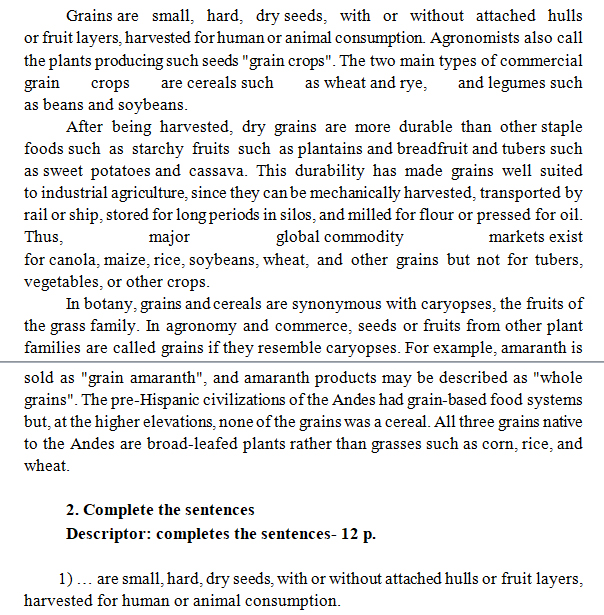 Grains are small, hard, dry seeds, with or without attached hulls
or fruit layers, harvested for human or animal consumption. Agronomists also call
the plants producing such seeds "grain crops". The two main types of commercial
grain crops are cereals such as wheat and rye, and legumes such
as beans and soybeans.
After being harvested, dry grains are more durable than other staple
foods such as starchy fruits such as plantains and breadfruit and tubers such
as sweet potatoes and cassava. This durability has made grains well suited
to industrial agriculture, since they can be mechanically harvested, transported by
rail or ship, stored for long periods in silos, and milled for flour or pressed for oil.
Thus, major global commodity markets exist
for canola, maize, rice, soybeans, wheat, and other grains but not for tubers,
vegetables, or other crops.
In botany, grains and cereals are synonymous with caryopses, the fruits of
the grass family. In agronomy and commerce, seeds or fruits from other plant
families are called grains if they resemble caryopses. For example, amaranth is
sold as "grain amaranth", and amaranth products may be described as "whole
grains". The pre-Hispanic civilizations of the Andes had grain-based food systems
but, at the higher elevations, none of the grains was a cereal. All three grains native
to the Andes are broad-leafed plants rather than grasses such as corn, rice, and
wheat.
2. Complete the sentences
Descriptor: completes the sentences- 12 p.
1) … are small, hard, dry seeds, with or without attached hulls or fruit layers,
harvested for human or animal consumption.